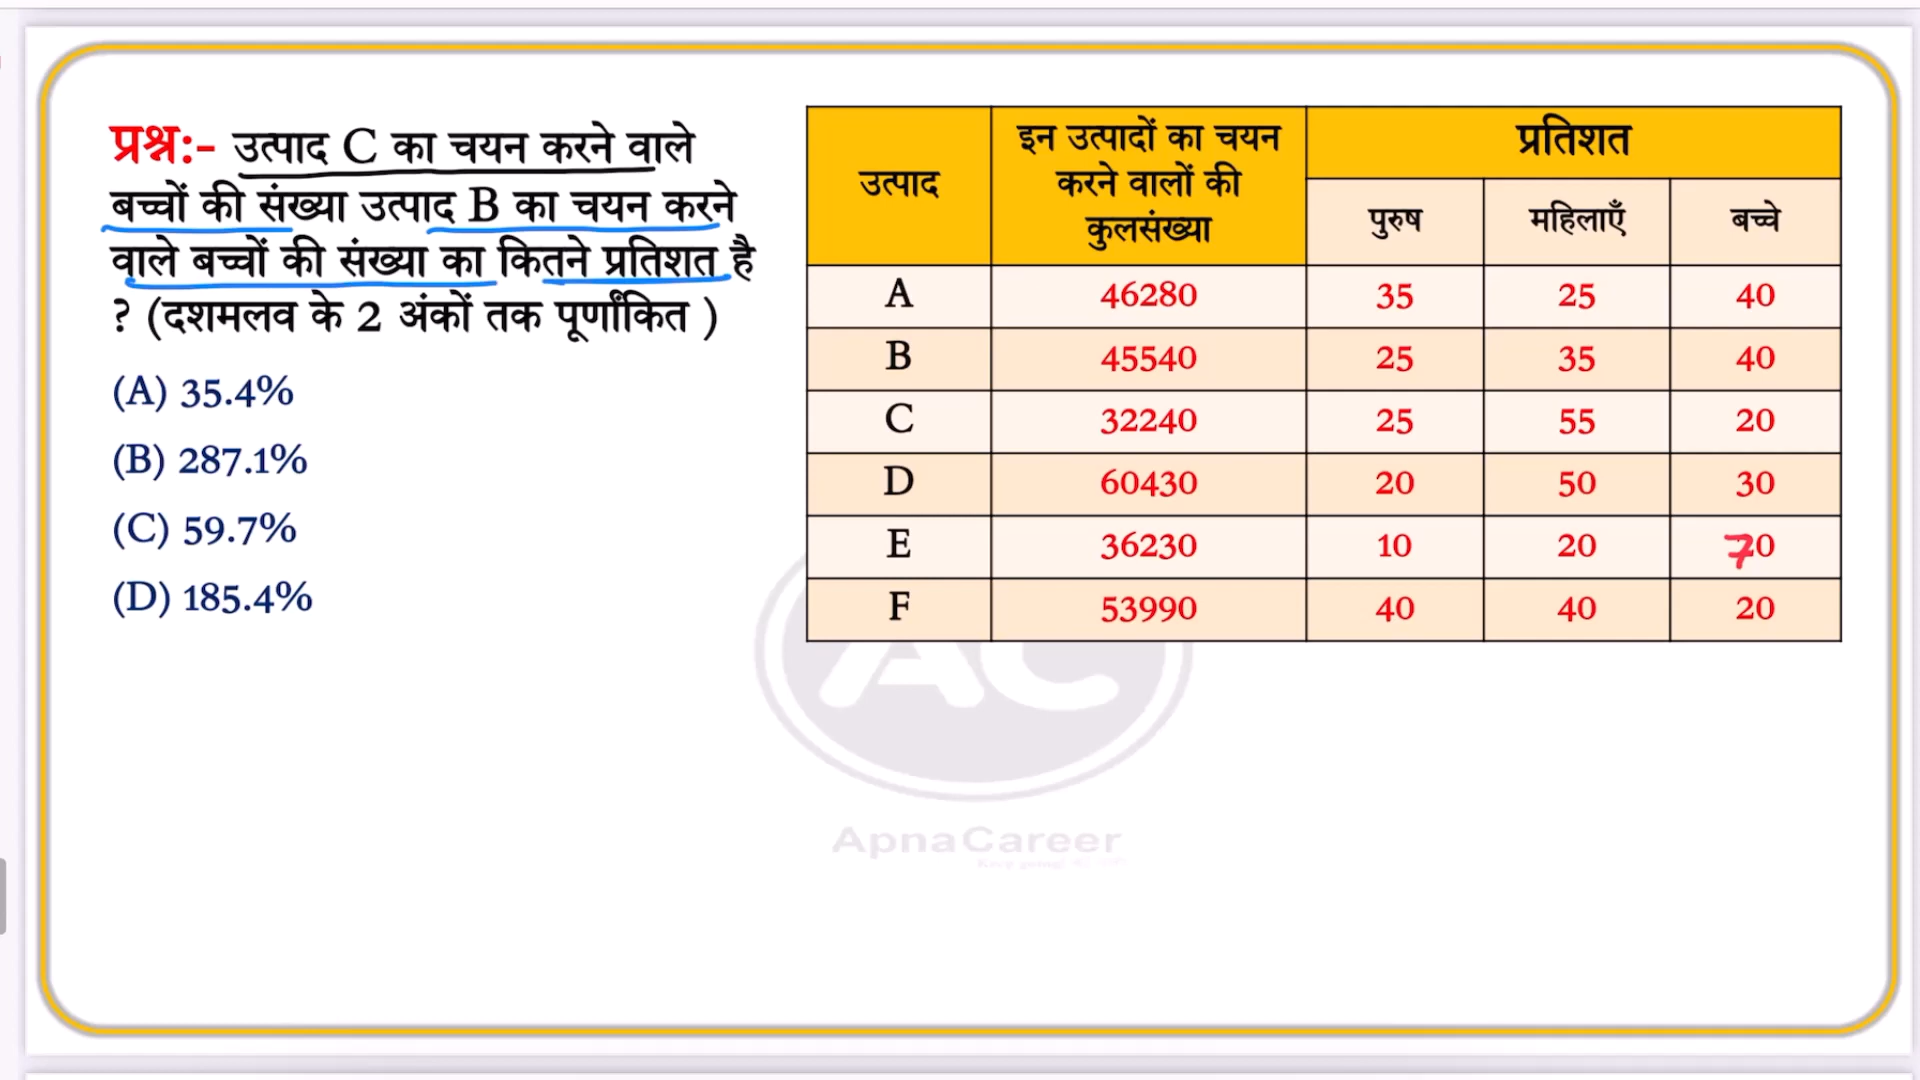 प्रश्न:- उत्पाद C का चयन करने वाले
बच्चों की संख्या उत्पाद B का चयन करने
वाले बच्चों की संख्या का कितने प्रतिशत है
? (दशमलव के 2 अंकों तक पूर्णांकित )
(A) 35.4%
(B) 287.1%
(C) 59.7%
(D) 185.4%
उत्पाद इन उत्पादों का चयन करने वालों की कुलसंख्या प्रतिशत
पुरुष महिलाएँ बच्चे
A 46280 35 25 40
B 45540 25 35 40
C 32240 25 55 20
D 60430 20 50 30
E 36230 10 20 70
F 53990 40 40 20
AC
ApnaCareer